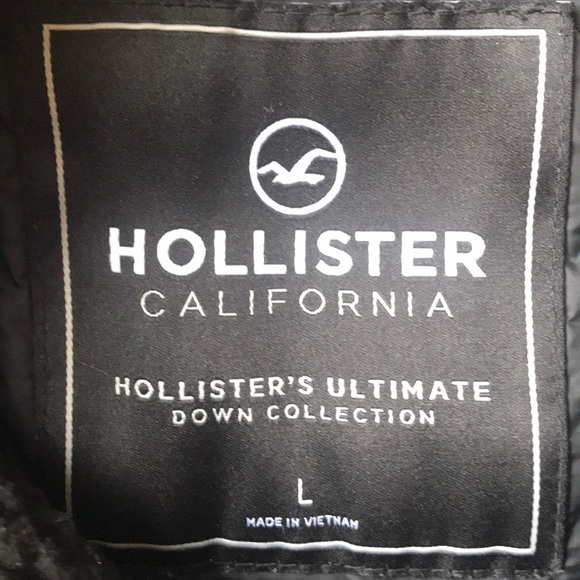 HOLLISTER
CALIFORNIA
HOLLISTER'S ULTIMATE
DOWN COLLECTION
L
MADE IN VIETNAM